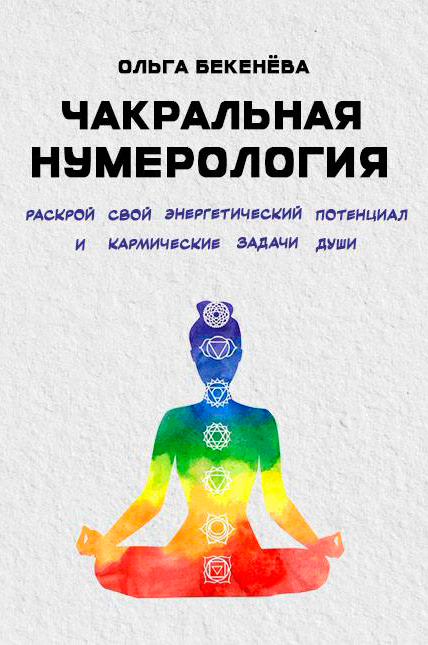 ОЛЬГА БЕКЕНЁВА
ЧАКРАЛЬНАЯ
НУМЕРОЛОГИЯ
РАСКРОЙ СВОЙ ЭНЕРГЕТИЧЕСКИЙ ПОТЕНЦИАЛ
И КАРМИЧЕСКИЕ ЗАДАЧИ ДУШИ